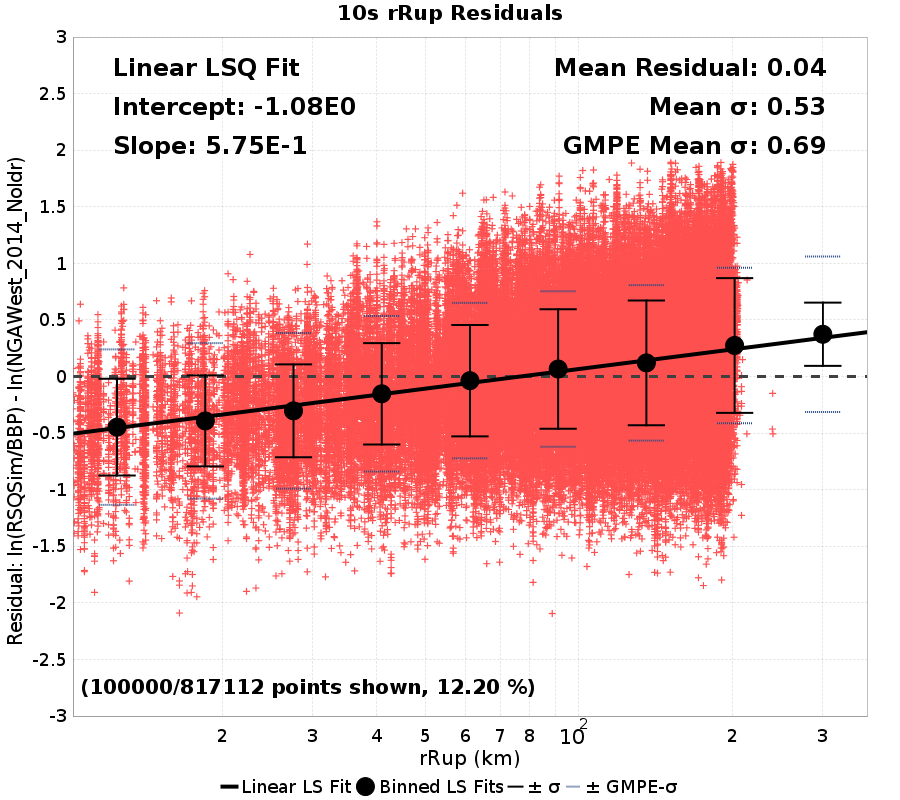 10s rRup Residuals
Linear LSQ Fit
Mean Residual: 0.04
Intercept: -1.08E0
Mean σ: 0.53
Slope: 5.75E-1
GMPE Mean σ: 0.69
Residual: ln(RSQSim/BBP) - ln(NGAWest_2014_NoIdr)
3
2.5
2
1.5
1
0.5
0
-0.5
-1
-1.5
-2
-2.5
-3
(100000/817112 points shown, 12.20 %)
2 3 4 5 6 7 8 10^2 2 3
rRup (km)
Linear LS Fit Binned LS Fits ± σ ± GMPE-σ